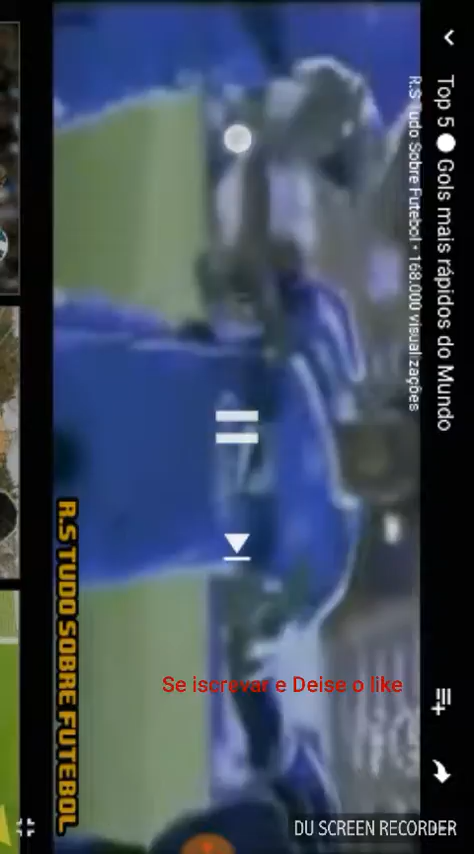 Top 5 ⚪ Gols mais rápidos do Mundo
R.S Tudo Sobre Futebol • 168.000 visualizações
R.S TUDO SOBRE FUTEBOL
Se iscrevar e Deise o like
DU SCREEN RECORDER